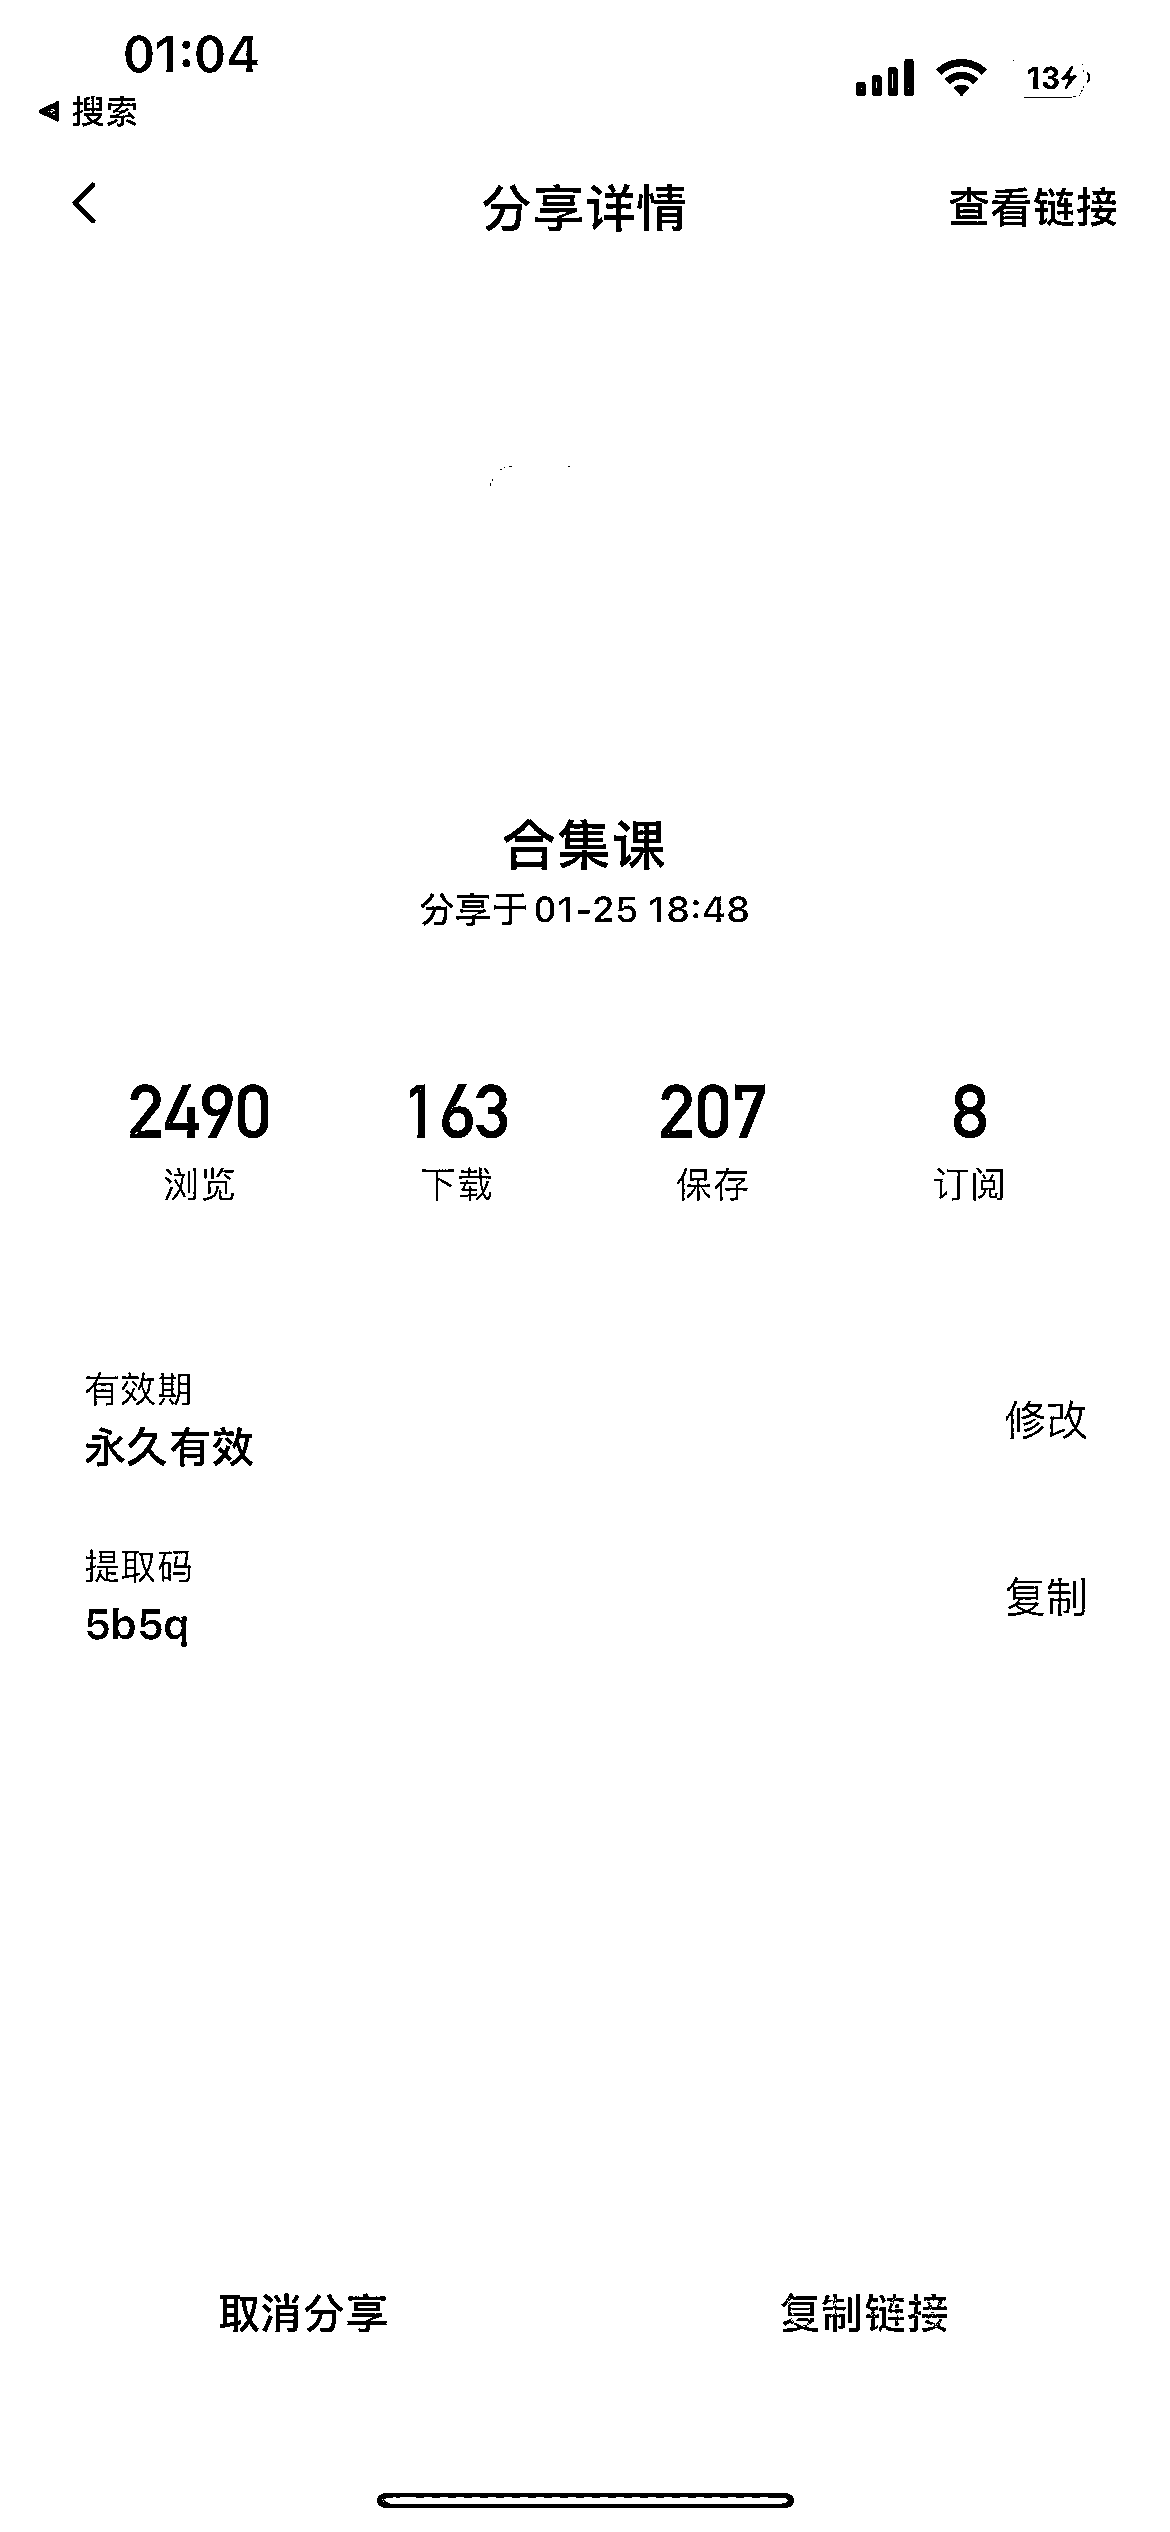 01:04
搜索
13
分享详情
查看链接
合集课
分享于01-25 18:48
2490 163 207 8
浏览 下载 保存 订阅
有效期
永久有效
修改
提取码
5b5q
复制
取消分享 复制链接